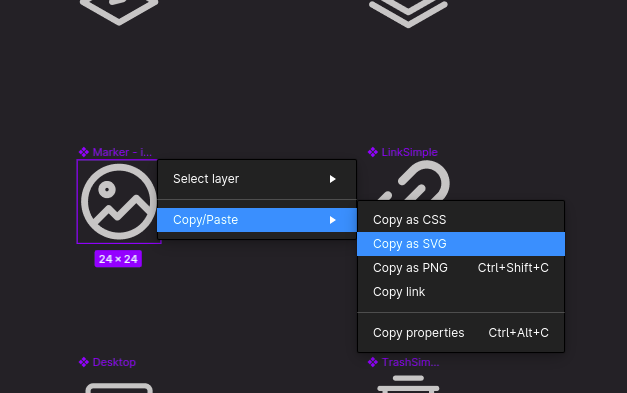 Marker - i...
LinkSimple
Select layer
Copy/Paste
Copy as CSS
Copy as SVG
24 × 24
Copy as PNG Ctrl+Shift+C
Copy link
Copy properties Ctrl+Alt+C
Desktop
TrashSim...